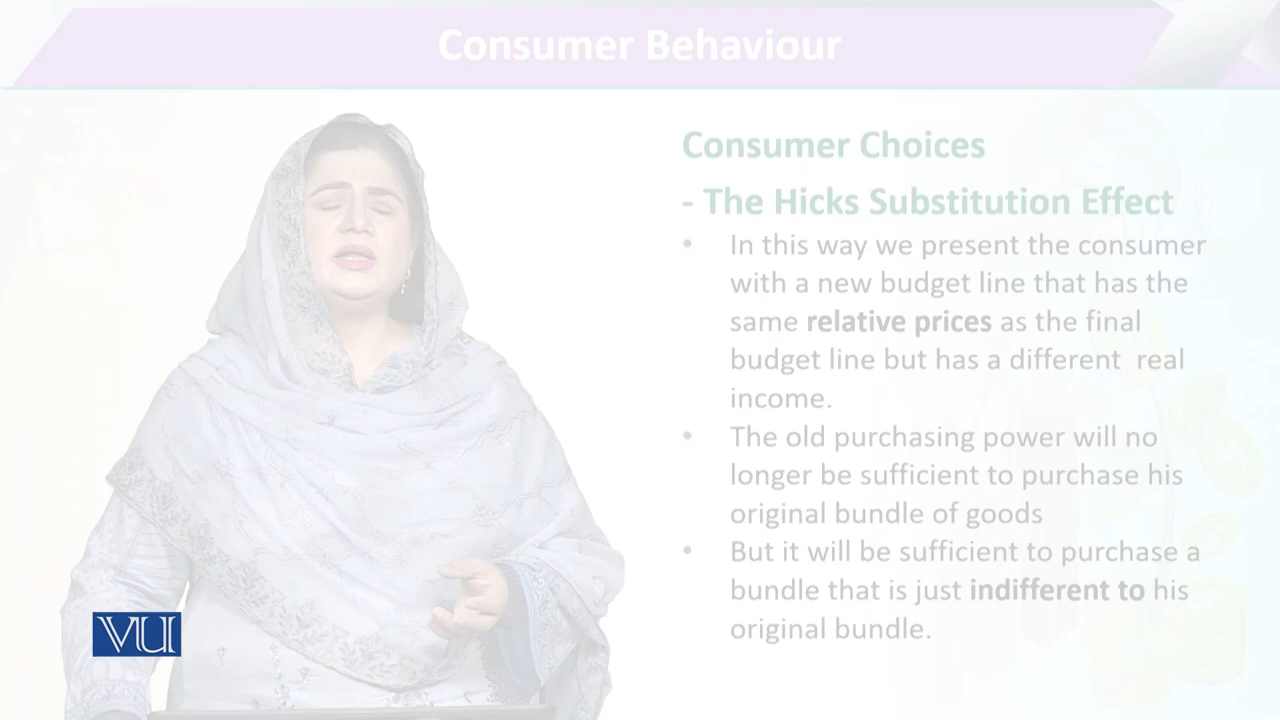 Consumer Behaviour
Consumer Choices
- The Hicks Substitution Effect
• In this way we present the consumer
with a new budget line that has the
same relative prices as the final
budget line but has a different real
income.
• The old purchasing power will no
longer be sufficient to purchase his
original bundle of goods
• But it will be sufficient to purchase a
bundle that is just indifferent to his
original bundle.
VU